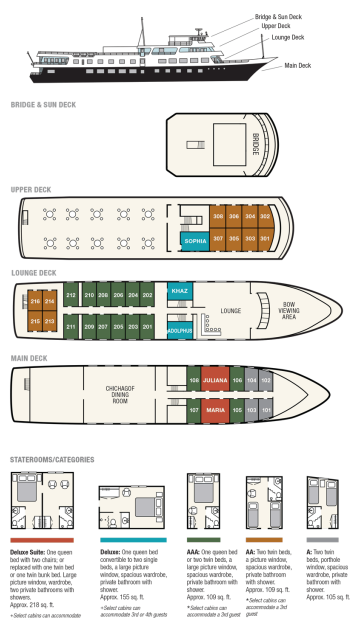 Bridge & Sun Deck
Upper Deck
Lounge Deck
Main Deck
BRIDGE & SUN DECK
BRIDGE
UPPER DECK
308 306 304 302
SOPHIA
307 305 303 301
LOUNGE DECK
216 214
212 210 208 206 204 202
KHAZ
LOUNGE
BOW
VIEWING
AREA
215 213
211 209 207 205 203 201
ADOLPHUS
MAIN DECK
CHICHAGOF
DINING
ROOM
108 JULIANA 106 104 102
107 MARIA 105 103 101
STATEROOMS/CATEGORIES
Deluxe Suite: One queen
bed with two chairs; or
replaced with one twin bed
or one twin bunk bed. Large
picture window, wardrobe,
two private bathrooms with
showers.
Approx. 218 sq. ft.
*Select cabins can accommodate
Deluxe: One queen bed
convertible to two single
beds, a large picture
window, spacious wardrobe,
private bathroom with
shower.
Approx. 155 sq. ft.
*Select cabins can
accommodate 3rd or 4th guests
AAA: One queen bed
or two twin beds, a
large picture window,
spacious wardrobe,
private bathroom with
shower.
Approx. 109 sq. ft.
*Select cabins can
accommodate a 3rd guest
AA: Two twin beds,
a picture window,
spacious wardrobe,
private bathroom
with shower.
Approx. 109 sq. ft.
*Select cabins can
accommodate a 3rd
guest
A: Two twin
beds, porthole
window, spacious
wardrobe, private
bathroom with
shower.
Approx. 105 sq. ft.